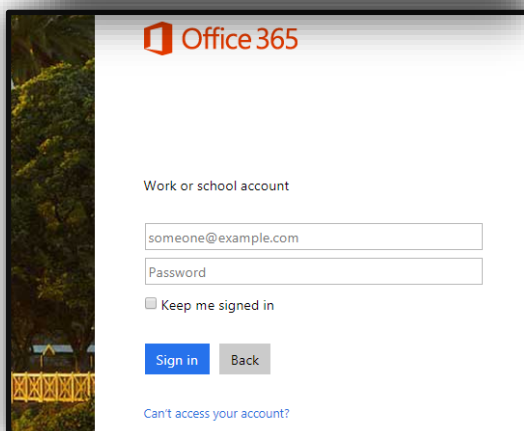 Office 365
Work or school account
someone@example.com
Password
Keep me signed in
Sign in Back
Can't access your account?